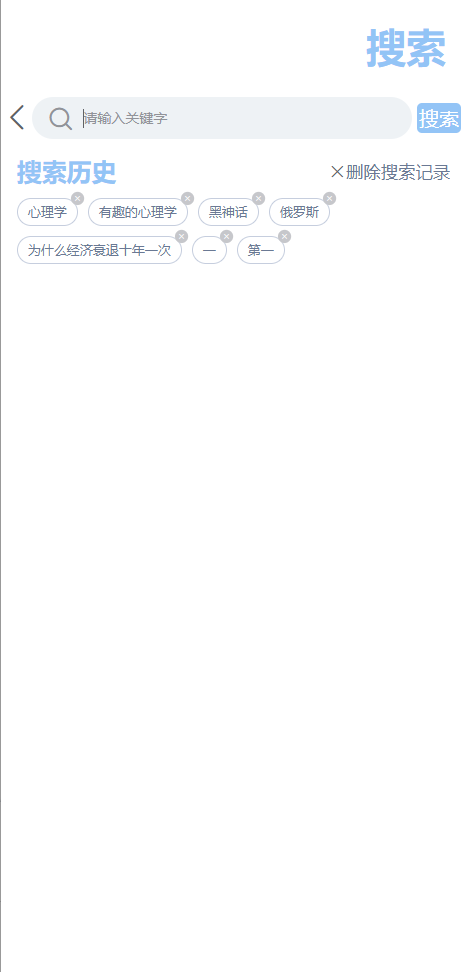 搜索
请输入关键字 搜索
搜索历史 删除搜索记录
心理学 有趣的心理学 黑神话 俄罗斯
为什么经济衰退十年一次 一 第一